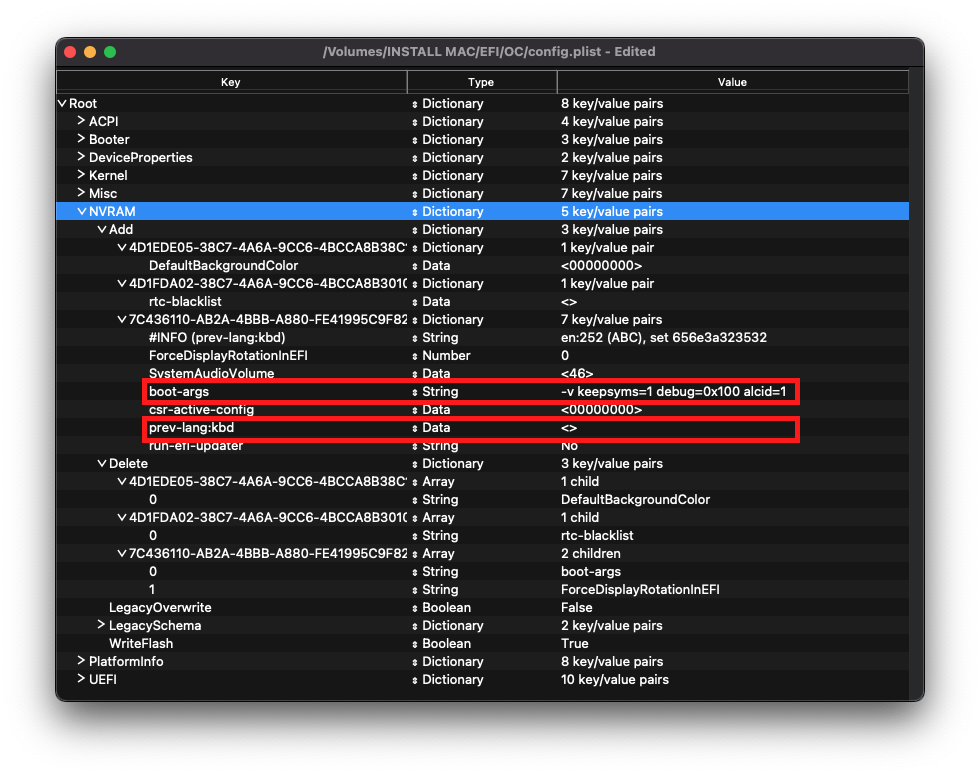 /Volumes/INSTALL MAC/EFI/OC/config.plist - Edited
Key Type Value
Root Dictionary 8 key/value pairs
ACPI Dictionary 4 key/value pairs
Booter Dictionary 3 key/value pairs
DeviceProperties Dictionary 2 key/value pairs
Kernel Dictionary 7 key/value pairs
Misc Dictionary 7 key/value pairs
NVRAM Dictionary 5 key/value pairs
Add Dictionary 3 key/value pairs
4D1EDE05-38C7-4A6A-9CC6-4BCCA8B38C1 Dictionary 1 key/value pair
DefaultBackgroundColor Data <00000000>
4D1FDA02-38C7-4A6A-9CC6-4BCCA8B3010 Dictionary 1 key/value pair
rtc-blacklist Data <>
7C436110-AB2A-4BBB-A880-FE41995C9F82 Dictionary 7 key/value pairs
#INFO (prev-lang:kbd) String en:252 (ABC), set 656e3a323532
ForceDisplayRotationInEFI Number 0
SystemAudioVolume Data <46>
boot-args String -v keepsyms=1 debug=0x100 alcid=1
csr-active-config Data <00000000>
prev-lang:kbd Data <>
run-efi-updater String No
Delete Dictionary 3 key/value pairs
4D1EDE05-38C7-4A6A-9CC6-4BCCA8B38C1 Array 1 child
0 String DefaultBackgroundColor
4D1FDA02-38C7-4A6A-9CC6-4BCCA8B3010 Array 1 child
0 String rtc-blacklist
7C436110-AB2A-4BBB-A880-FE41995C9F82 Array 2 children
0 String boot-args
1 String ForceDisplayRotationInEFI
LegacyOverwrite Boolean False
LegacySchema Dictionary 2 key/value pairs
WriteFlash Boolean True
PlatformInfo Dictionary 8 key/value pairs
UEFI Dictionary 10 key/value pairs